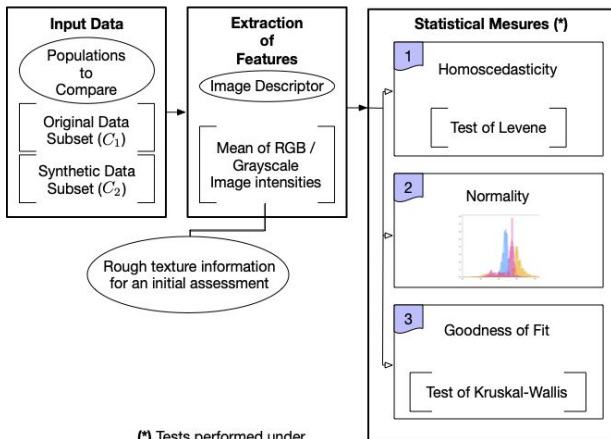 Input Data
Populations
to
Compare
Original Data
Subset (C₁)
Synthetic Data
Subset (C₂)
Extraction
of
Features
Image Descriptor
Mean of RGB /
Grayscale
Image intensities
Rough texture information
for an initial assessment
Statistical Mesures (*)
1
Homoscedasticity
Test of Levene
2
Normality
3
Goodness of Fit
Test of Kruskal-Wallis
(*) Tests performed under